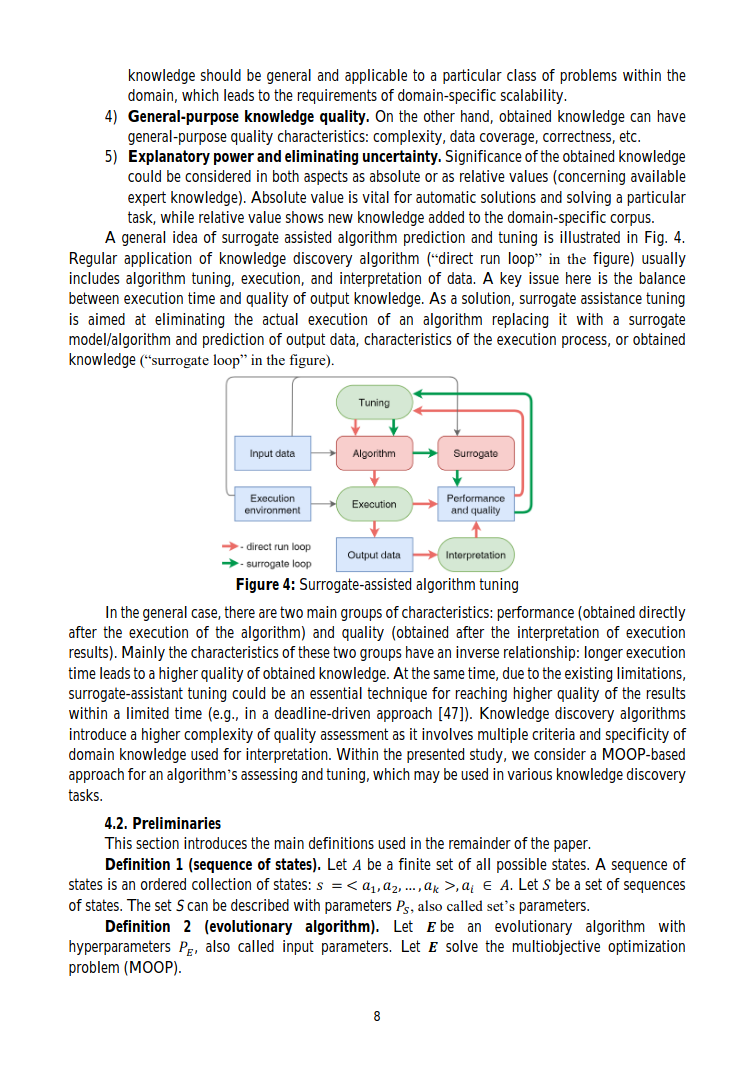 knowledge should be general and applicable to a particular class of problems within the
domain, which leads to the requirements of domain-specific scalability.
4) General-purpose knowledge quality. On the other hand, obtained knowledge can have
general-purpose quality characteristics: complexity, data coverage, correctness, etc.
5) Explanatory power and eliminating uncertainty. Significance of the obtained knowledge
could be considered in both aspects as absolute or as relative values (concerning available
expert knowledge). Absolute value is vital for automatic solutions and solving a particular
task, while relative value shows new knowledge added to the domain-specific corpus.
A general idea of surrogate assisted algorithm prediction and tuning is illustrated in Fig. 4.
Regular application of knowledge discovery algorithm (“direct run loop” in the figure) usually
includes algorithm tuning, execution, and interpretation of data. A key issue here is the balance
between execution time and quality of output knowledge. As a solution, surrogate assistance tuning
is aimed at eliminating the actual execution of an algorithm replacing it with a surrogate
model/algorithm and prediction of output data, characteristics of the execution process, or obtained
knowledge (“surrogate loop” in the figure).
Tuning
Input data
Algorithm
Surrogate
Execution
environment
Execution
Performance
and quality
- direct run loop
- surrogate loop
Output data
Interpretation
Figure 4: Surrogate-assisted algorithm tuning
In the general case, there are two main groups of characteristics: performance (obtained directly
after the execution of the algorithm) and quality (obtained after the interpretation of execution
results). Mainly the characteristics of these two groups have an inverse relationship: longer execution
time leads to a higher quality of obtained knowledge. At the same time, due to the existing limitations,
surrogate-assistant tuning could be an essential technique for reaching higher quality of the results
within a limited time (e.g., in a deadline-driven approach [47]). Knowledge discovery algorithms
introduce a higher complexity of quality assessment as it involves multiple criteria and specificity of
domain knowledge used for interpretation. Within the presented study, we consider a MOOP-based
approach for an algorithm’s assessing and tuning, which may be used in various knowledge discovery
tasks.
4.2. Preliminaries
This section introduces the main definitions used in the remainder of the paper.
Definition 1 (sequence of states). Let A be a finite set of all possible states. A sequence of
states is an ordered collection of states: s =< a₁, a₂, … , aₖ >, aᵢ ∈ A. Let S be a set of sequences
of states. The set S can be described with parameters P_S, also called set’s parameters.
Definition 2 (evolutionary algorithm). Let E be an evolutionary algorithm with
hyperparameters P_E, also called input parameters. Let E solve the multiobjective optimization
problem (MOOP).
8